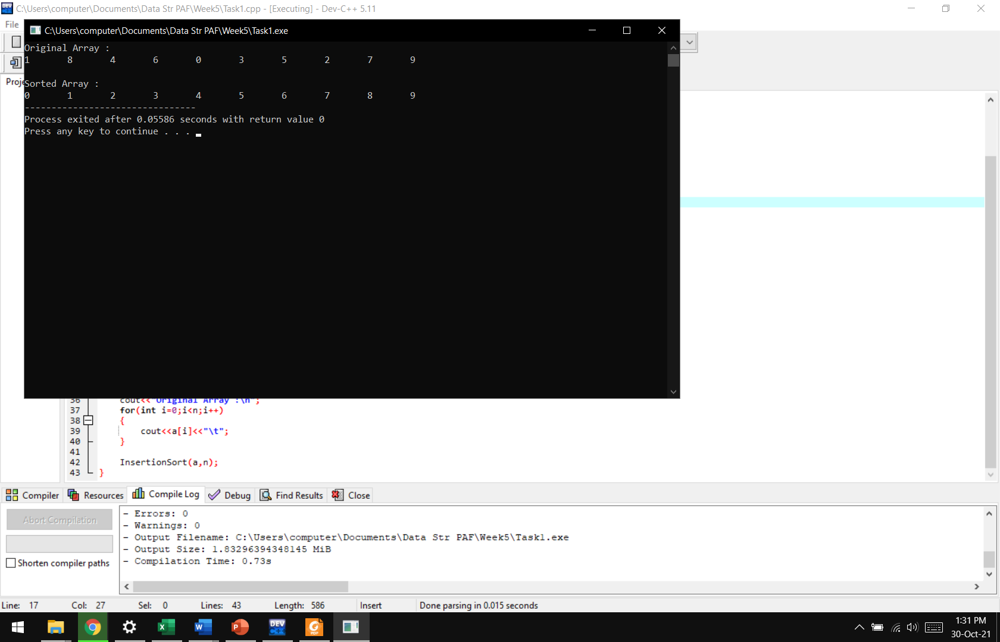 C:\Users\computer\Documents\Data Str PAF\Week5\Task1.cpp - [Executing] - Dev-C++ 5.11
File
C:\Users\computer\Documents\Data Str PAF\Week5\Task1.exe
Original Array :
1 8 4 6 0 3 5 2 7 9
Proje
Sorted Array :
0 1 2 3 4 5 6 7 8 9
--------------------------------
Process exited after 0.05586 seconds with return value 0
Press any key to continue . . .
36 cout<<"Original Array :\n";
37 for(int i=0;i<n;i++)
38 {
39 cout<<a[i]<<"\t";
40 }
41
42 InsertionSort(a,n);
43 }
Compiler Resources Compile Log Debug Find Results Close
Abort Compilation
Shorten compiler paths
- Errors: 0
- Warnings: 0
- Output Filename: C:\Users\computer\Documents\Data Str PAF\Week5\Task1.exe
- Output Size: 1.83296394348145 MiB
- Compilation Time: 0.73s
Line: 17 Col: 27 Sel: 0 Lines: 43 Length: 586 Insert Done parsing in 0.015 seconds
DEV C++
PDF
1:31 PM
30-Oct-21